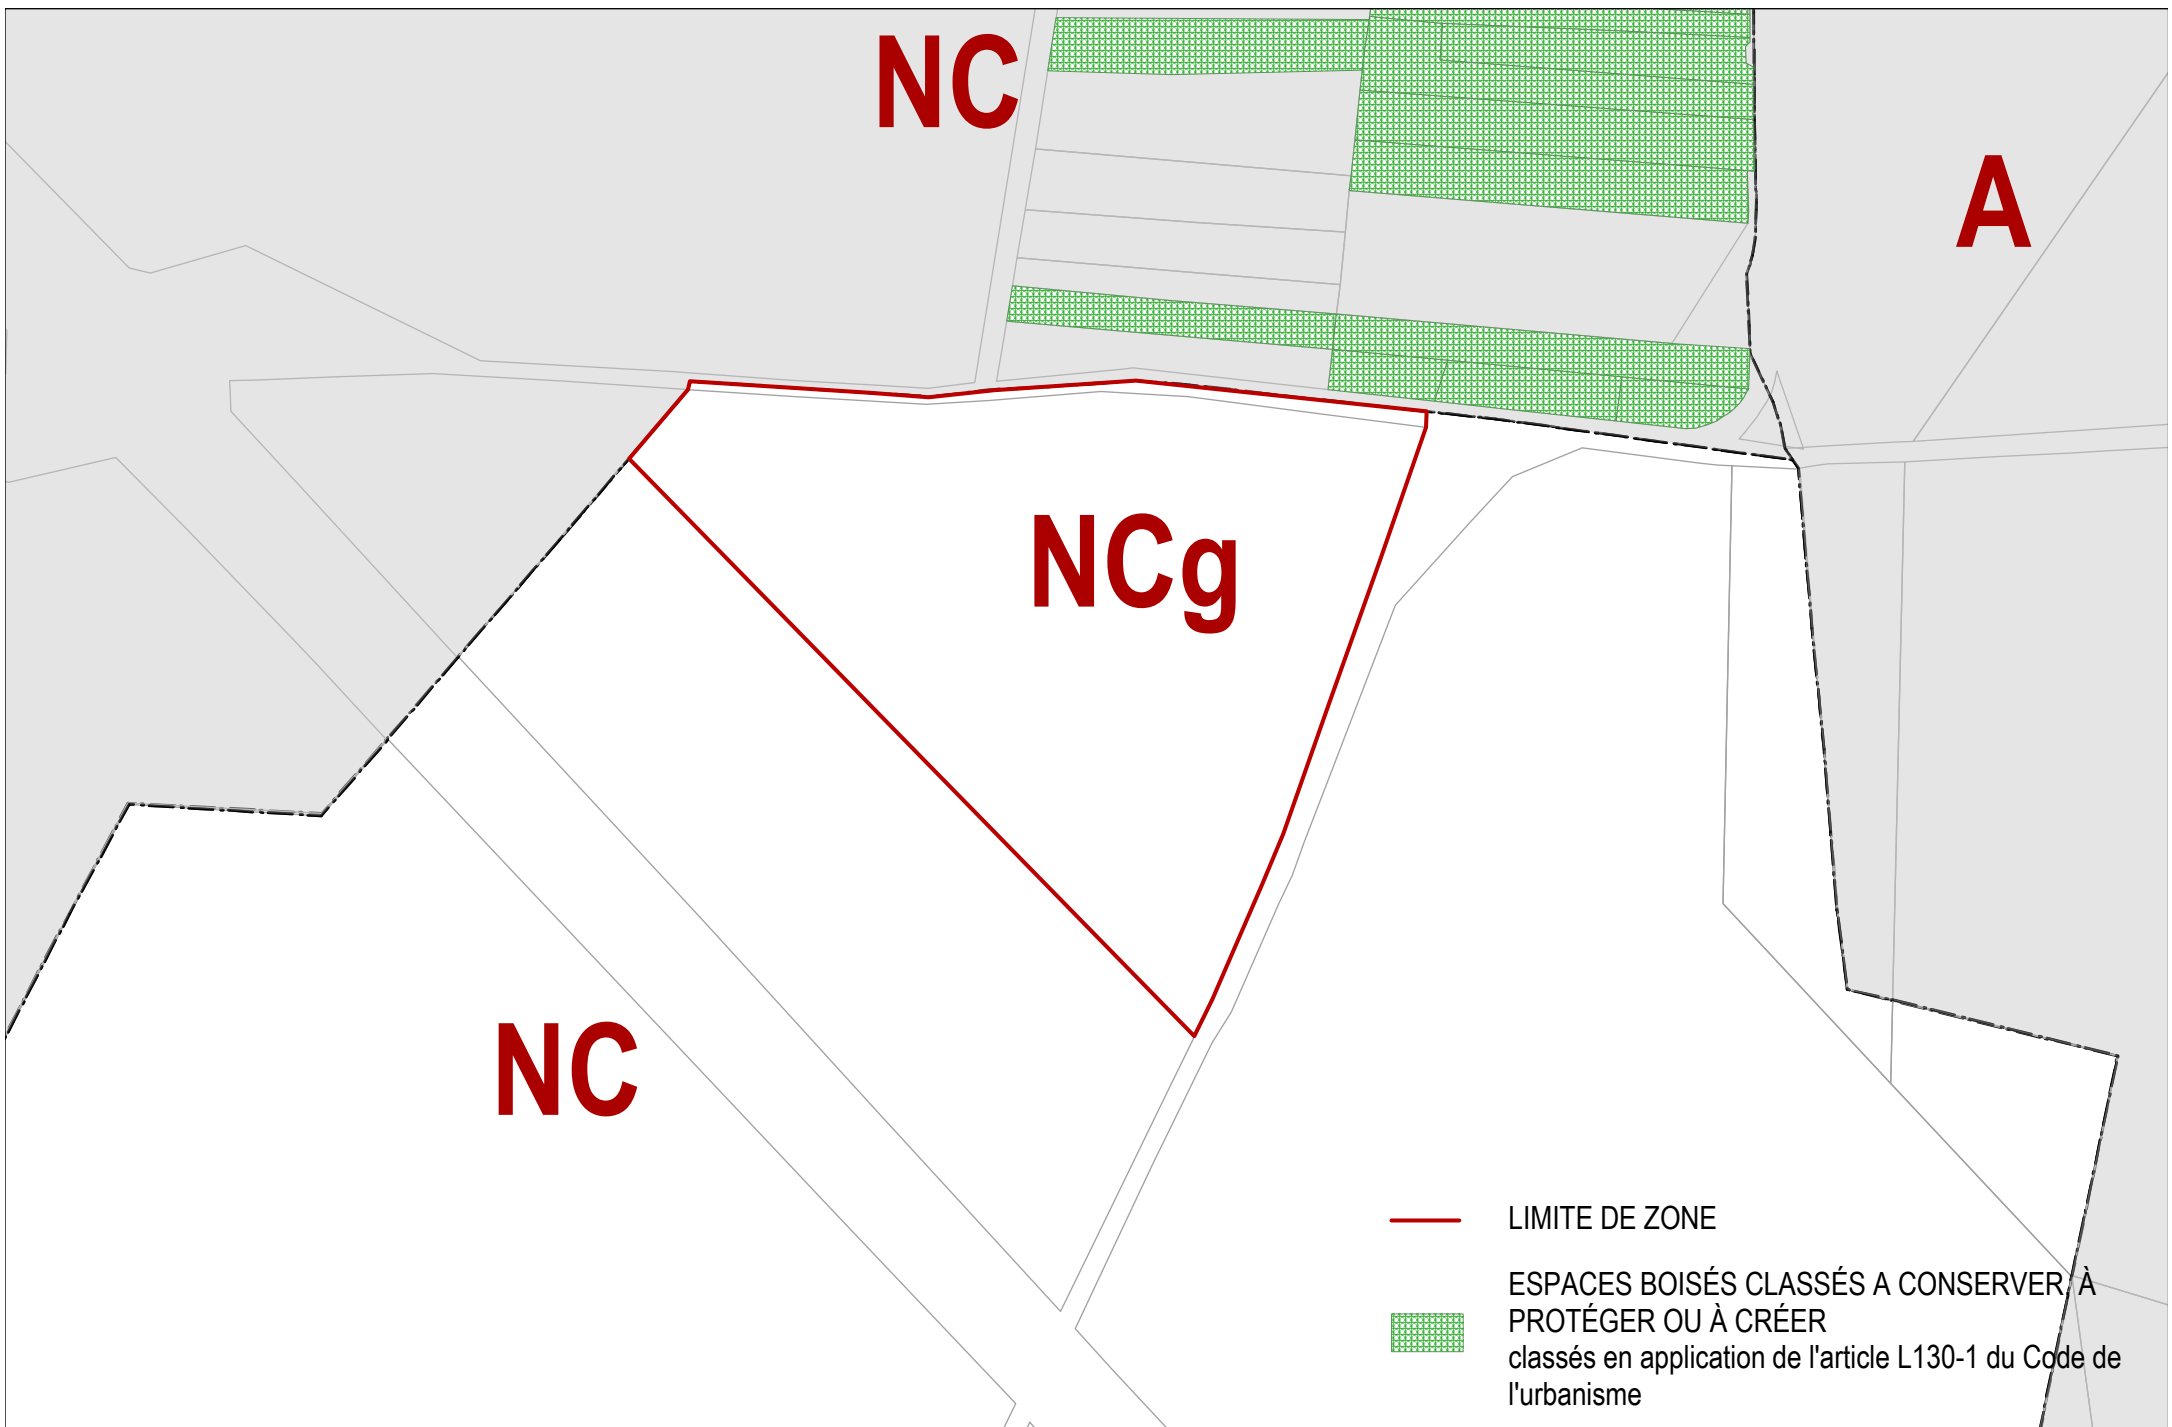 NC
A
NCg
NC
LIMITE DE ZONE
ESPACES BOISÉS CLASSÉS A CONSERVER, À
PROTÉGER OU À CRÉER
classés en application de l'article L130-1 du Code de
l'urbanisme